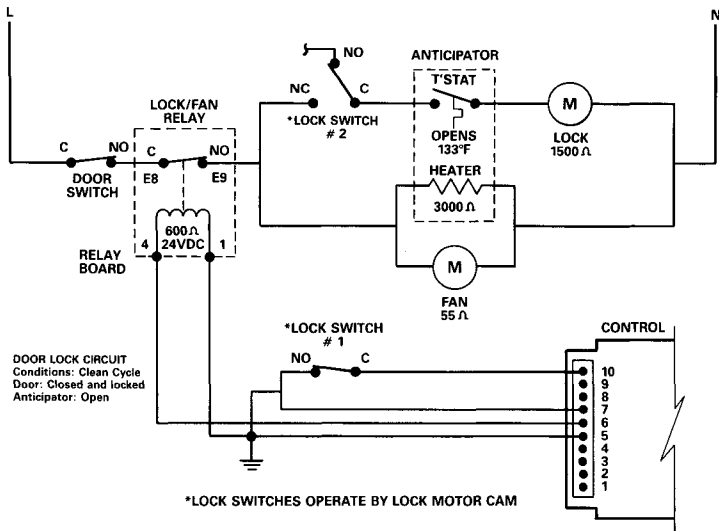 L
N
NO
ANTICIPATOR
T'STAT
NC
C
LOCK/FAN
RELAY
*LOCK SWITCH
# 2
M
LOCK
1500 Ω
OPENS
133°F
C
NO
C
NO
DOOR
SWITCH
E8
E9
HEATER
3000 Ω
600 Ω
24VDC
4
1
RELAY
BOARD
M
FAN
55 Ω
*LOCK SWITCH
# 1
CONTROL
NO
C
DOOR LOCK CIRCUIT
Conditions: Clean Cycle
Door: Closed and locked
Anticipator: Open
10
9
8
7
6
5
4
3
2
1
*LOCK SWITCHES OPERATE BY LOCK MOTOR CAM